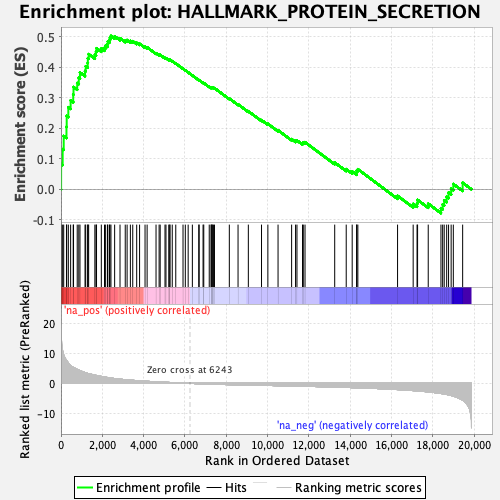 Enrichment plot: HALLMARK_PROTEIN_SECRETION
Enrichment score (ES)
0.5
0.4
0.3
0.2
0.1
0.0
-0.1
'na_pos' (positively correlated)
Ranked list metric (PreRanked)
20
10
0
-10
Zero cross at 6243
'na_neg' (negatively correlated)
0
2,000
4,000
6,000
8,000
10,000
12,000
14,000
16,000
18,000
20,000
Rank in Ordered Dataset
Enrichment profile
Hits
Ranking metric scores